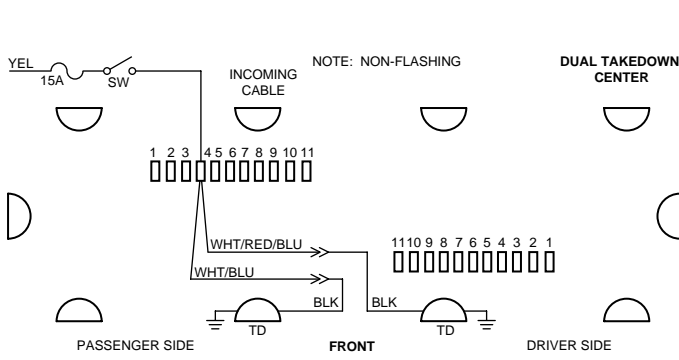 YEL
15A
SW
INCOMING
CABLE
NOTE: NON-FLASHING
DUAL TAKEDOWN
CENTER
1 2 3 4 5 6 7 8 9 10 11
WHT/RED/BLU
11 10 9 8 7 6 5 4 3 2 1
WHT/BLU
BLK
BLK
TD
TD
PASSENGER SIDE
FRONT
DRIVER SIDE